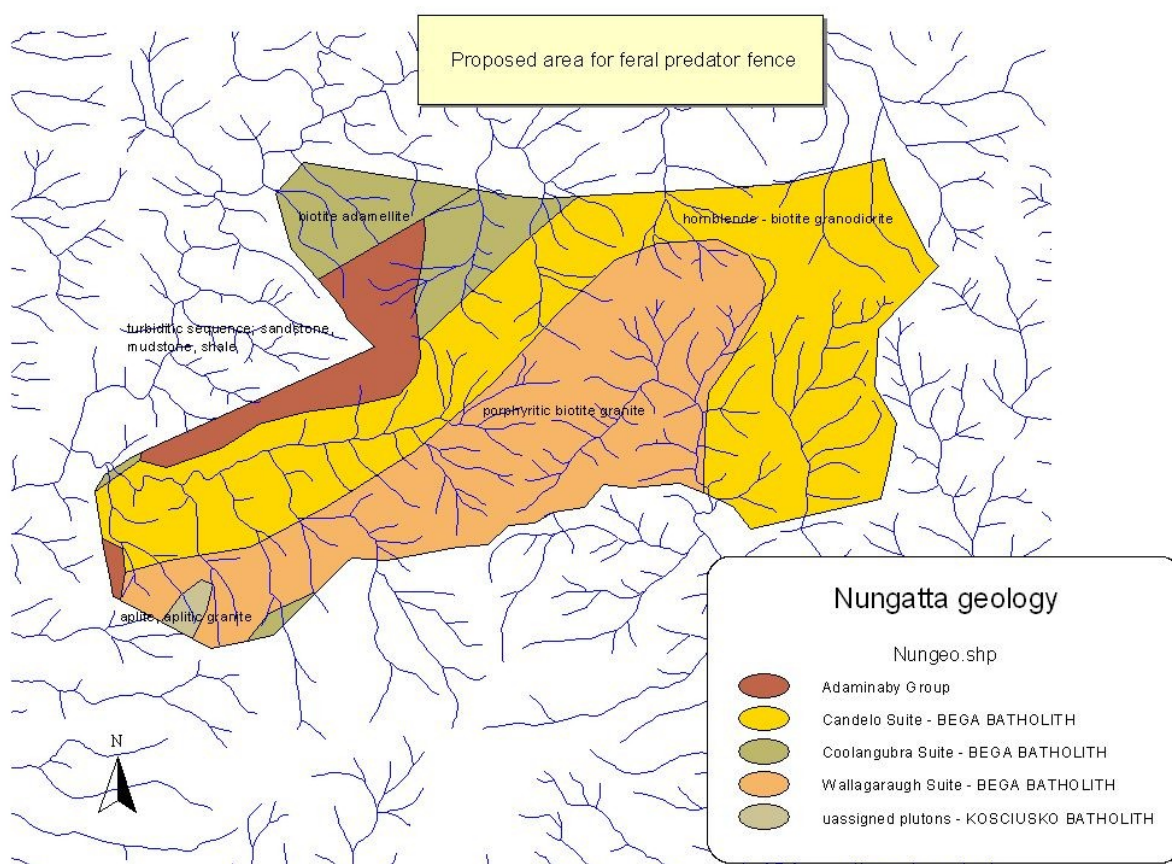 Proposed area for feral predator fence
biotite adamellite
hornblende - biotite granodiorite
turbiditic sequence; sandstone,
mudstone, shale
porphyritic biotite granite
aplite, aplitic granite
Nungatta geology
Nungeo.shp
Adaminaby Group
Candelo Suite - BEGA BATHOLITH
Coolangubra Suite - BEGA BATHOLITH
Wallagaraugh Suite - BEGA BATHOLITH
uassigned plutons - KOSCIUSKO BATHOLITH
N